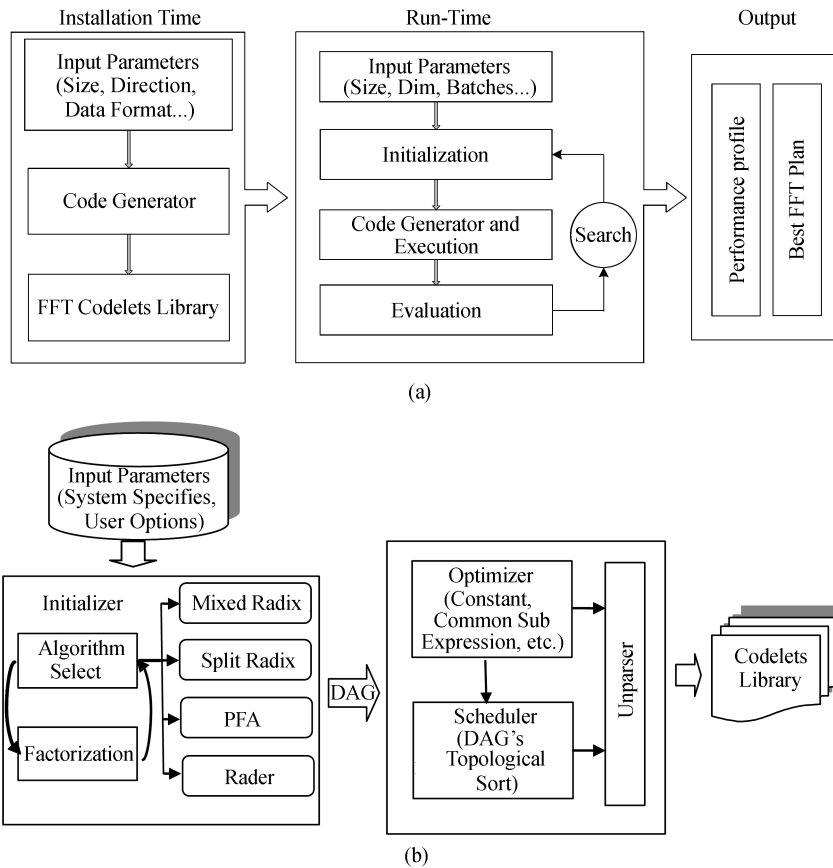 Installation Time
Run-Time
Output
Input Parameters
(Size, Direction,
Data Format...)
Code Generator
FFT Codelets Library
Input Parameters
(Size, Dim, Batches...)
Initialization
Code Generator and
Execution
Evaluation
Search
Performance profile
Best FFT Plan
(a)
Input Parameters
(System Specifies,
User Options)
Initializer
Algorithm
Select
Factorization
Mixed Radix
Split Radix
PFA
Rader
DAG
Optimizer
(Constant,
Common Sub
Expression, etc.)
Scheduler
(DAG's
Topological
Sort)
Unparser
Codelets
Library
(b)